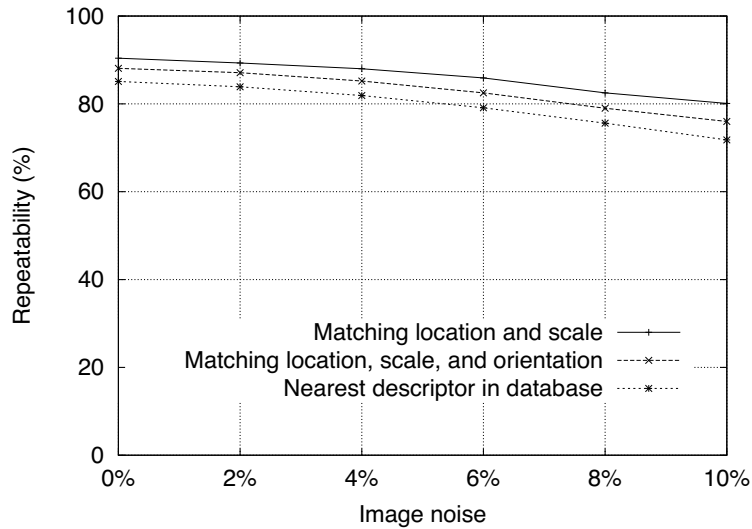 100
80
60
40
20
0
Repeatability (%)
Matching location and scale
Matching location, scale, and orientation
Nearest descriptor in database
0% 2% 4% 6% 8% 10%
Image noise